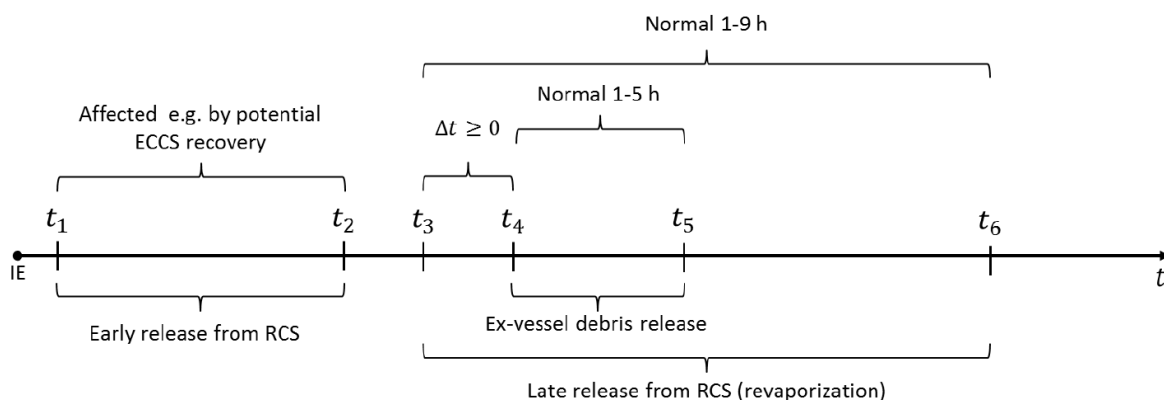 Normal 1-9 h
Normal 1-5 h
Affected e.g. by potential
ECCS recovery
Δt ≥ 0
t₁
t₂
t₃
t₄
t₅
t₆
IE
t
Early release from RCS
Ex-vessel debris release
Late release from RCS (revaporization)